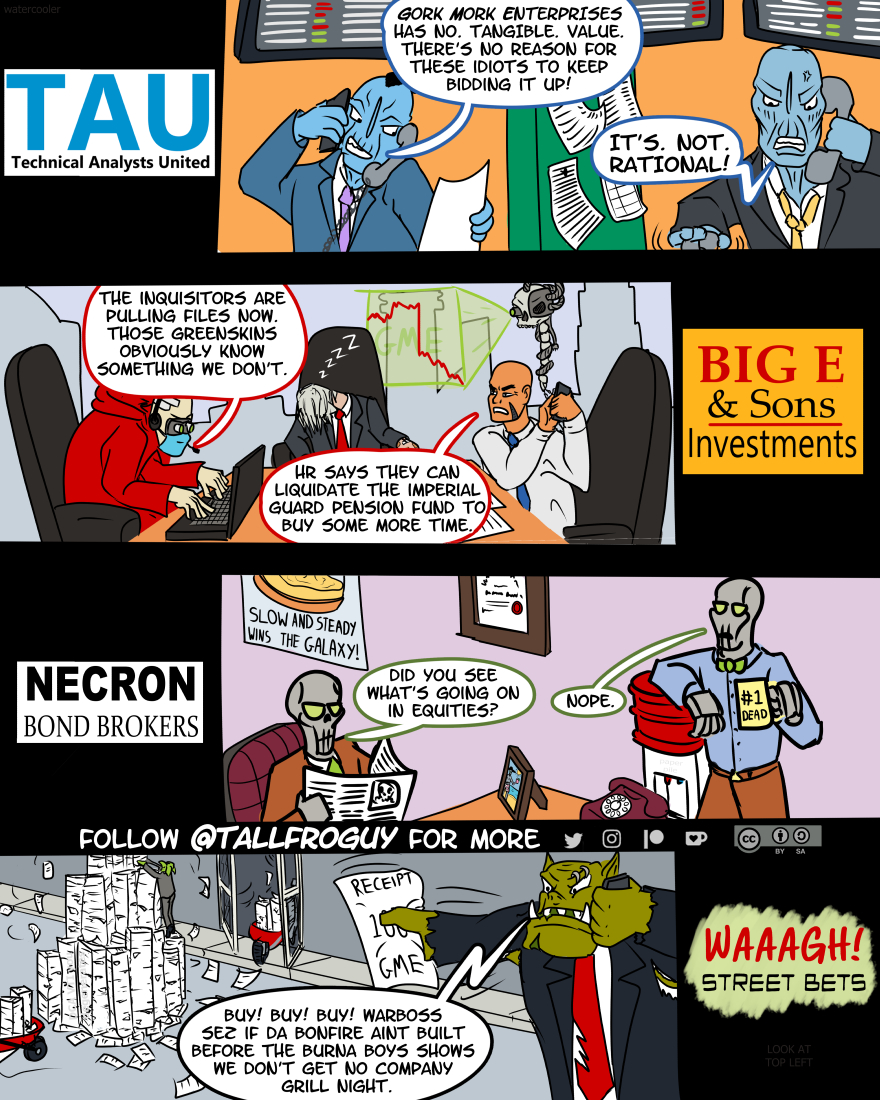 watercooler
GORK MORK ENTERPRISES
HAS NO. TANGIBLE. VALUE.
THERE'S NO REASON FOR
THESE IDIOTS TO KEEP
BIDDING IT UP!
TAU
Technical Analysts United
IT'S. NOT.
RATIONAL!
THE INQUISITORS ARE
PULLING FILES NOW.
THOSE GREENSKINS
OBVIOUSLY KNOW
SOMETHING WE DON'T.
zzzz
GME
BIG E
& Sons
Investments
HR SAYS THEY CAN
LIQUIDATE THE IMPERIAL
GUARD PENSION FUND TO
BUY SOME MORE TIME.
SLOW AND STEADY
WINS THE GALAXY!
NECRON
BOND BROKERS
DID YOU SEE
WHAT'S GOING ON
IN EQUITIES?
NOPE.
#1
DEAD
FOLLOW @TALLFROGUY FOR MORE
cc
BY SA
RECEIPT
100
GME
WAAAGH!
STREET BETS
BUY! BUY! BUY! WARBOSS
SEZ IF DA BONFIRE AINT BUILT
BEFORE THE BURNA BOYS SHOWS
WE DON'T GET NO COMPANY
GRILL NIGHT.
LOOK AT
TOP LEFT